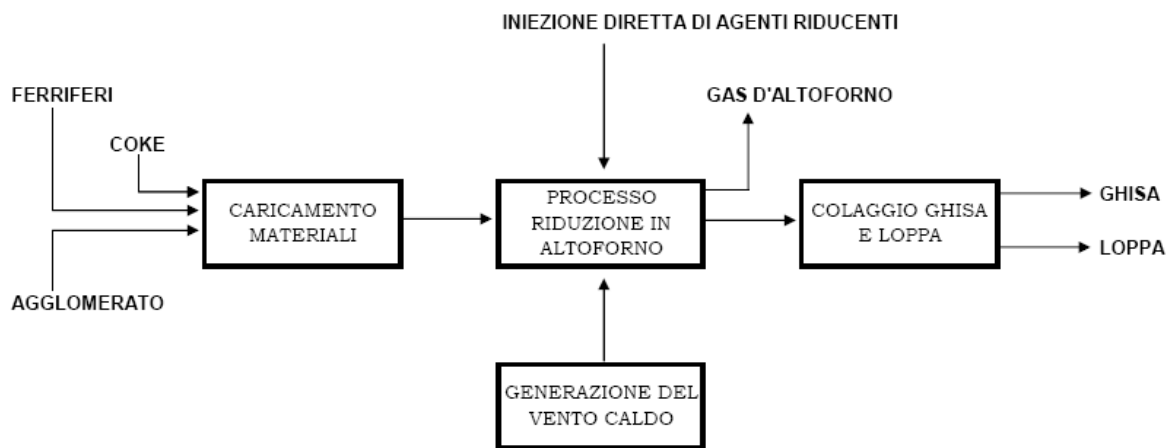 INIEZIONE DIRETTA DI AGENTI RIDUCENTI
FERRIFERI
GAS D'ALTOFORNO
COKE
CARICAMENTO
MATERIALI
PROCESSO
RIDUZIONE IN
ALTOFORNO
COLAGGIO GHISA
E LOPPA
GHISA
LOPPA
AGGLOMERATO
GENERAZIONE DEL
VENTO CALDO